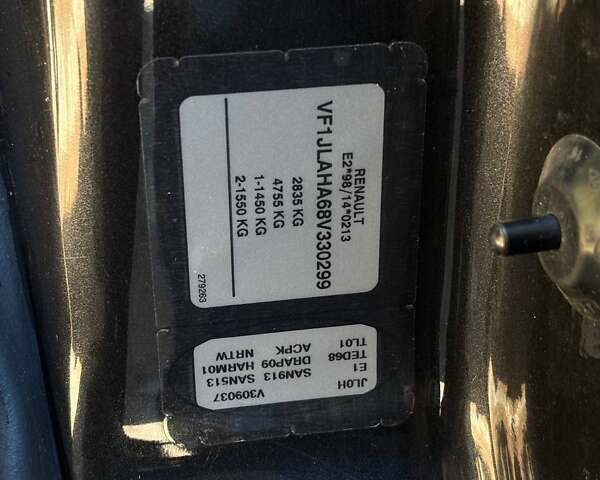 RENAULT
E2*98/14*0213
VF1JLAHA68V330299
2835 KG
4755 KG
1-1450 KG
2-1550 KG
279263
JL0H V309037
E1 SAN913 SAN513
TED68 DRAP09 HARM01
TL01 ACPK NRTW